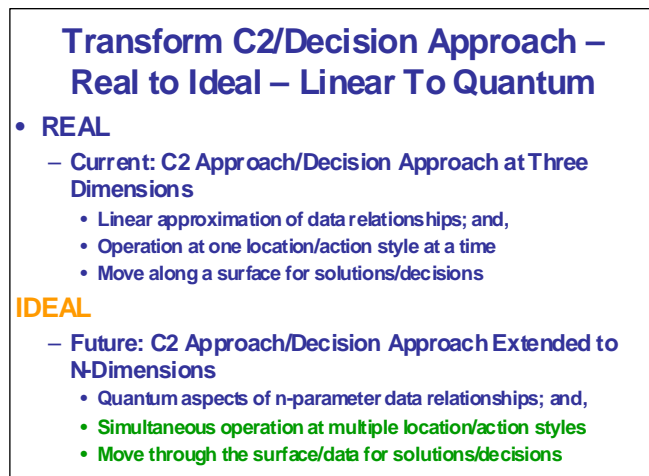 Transform C2/Decision Approach –
Real to Ideal – Linear To Quantum
• REAL
– Current: C2 Approach/Decision Approach at Three
Dimensions
• Linear approximation of data relationships; and,
• Operation at one location/action style at a time
• Move along a surface for solutions/decisions
IDEAL
– Future: C2 Approach/Decision Approach Extended to
N-Dimensions
• Quantum aspects of n-parameter data relationships; and,
• Simultaneous operation at multiple location/action styles
• Move through the surface/data for solutions/decisions